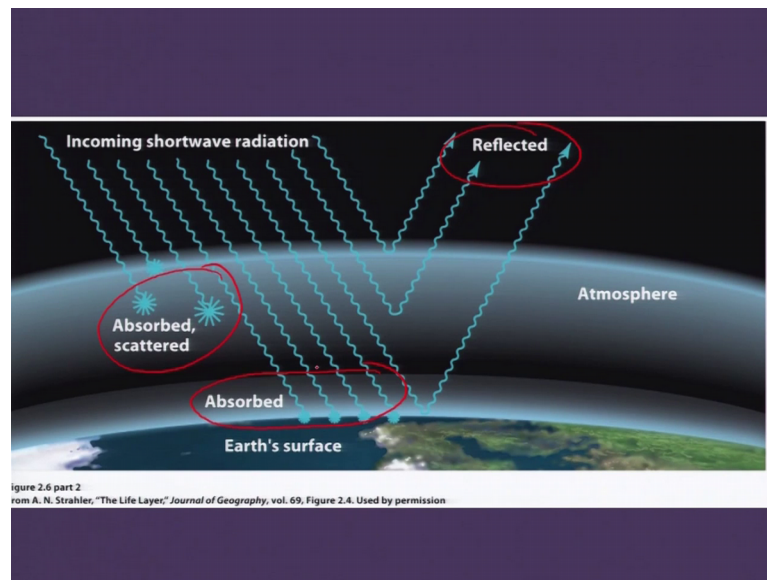 Incoming shortwave radiation
Reflected
Atmosphere
Absorbed,
scattered
Absorbed
Earth's surface
igure 2.6 part 2
rom A. N. Strahler, "The Life Layer," Journal of Geography, vol. 69, Figure 2.4. Used by permission